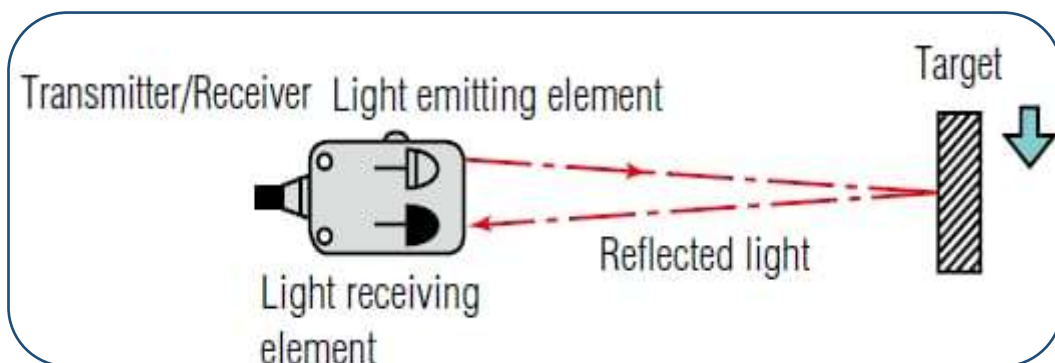 Target
Transmitter/Receiver Light emitting element
Reflected light
Light receiving
element